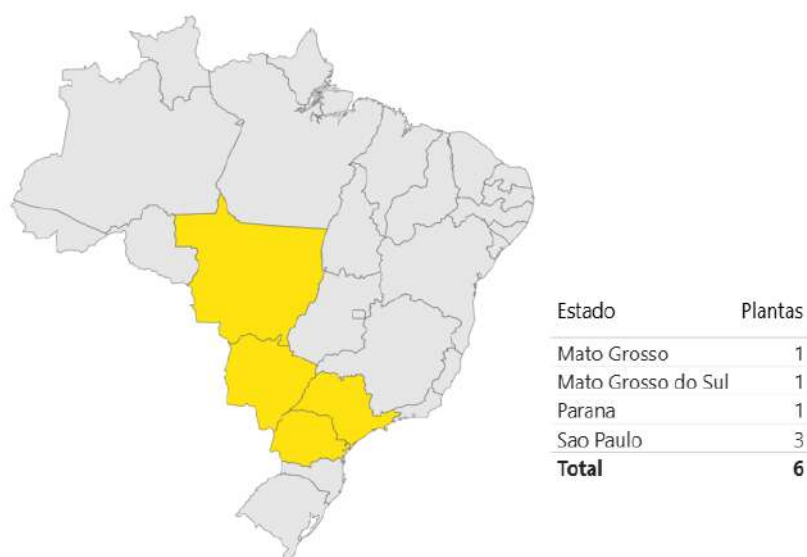 Estado Plantas
Mato Grosso 1
Mato Grosso do Sul 1
Parana 1
Sao Paulo 3
Total 6